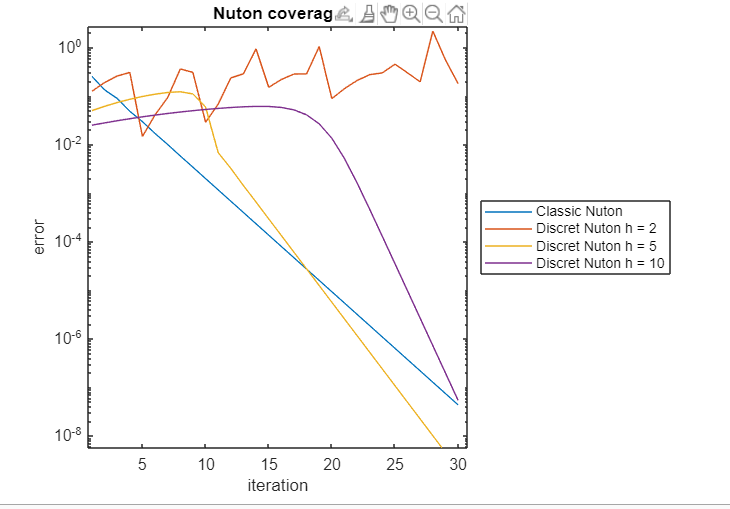 Nuton coverag
10^0
10^-2
10^-4
10^-6
10^-8
error
5 10 15 20 25 30
iteration
Classic Nuton
Discret Nuton h = 2
Discret Nuton h = 5
Discret Nuton h = 10